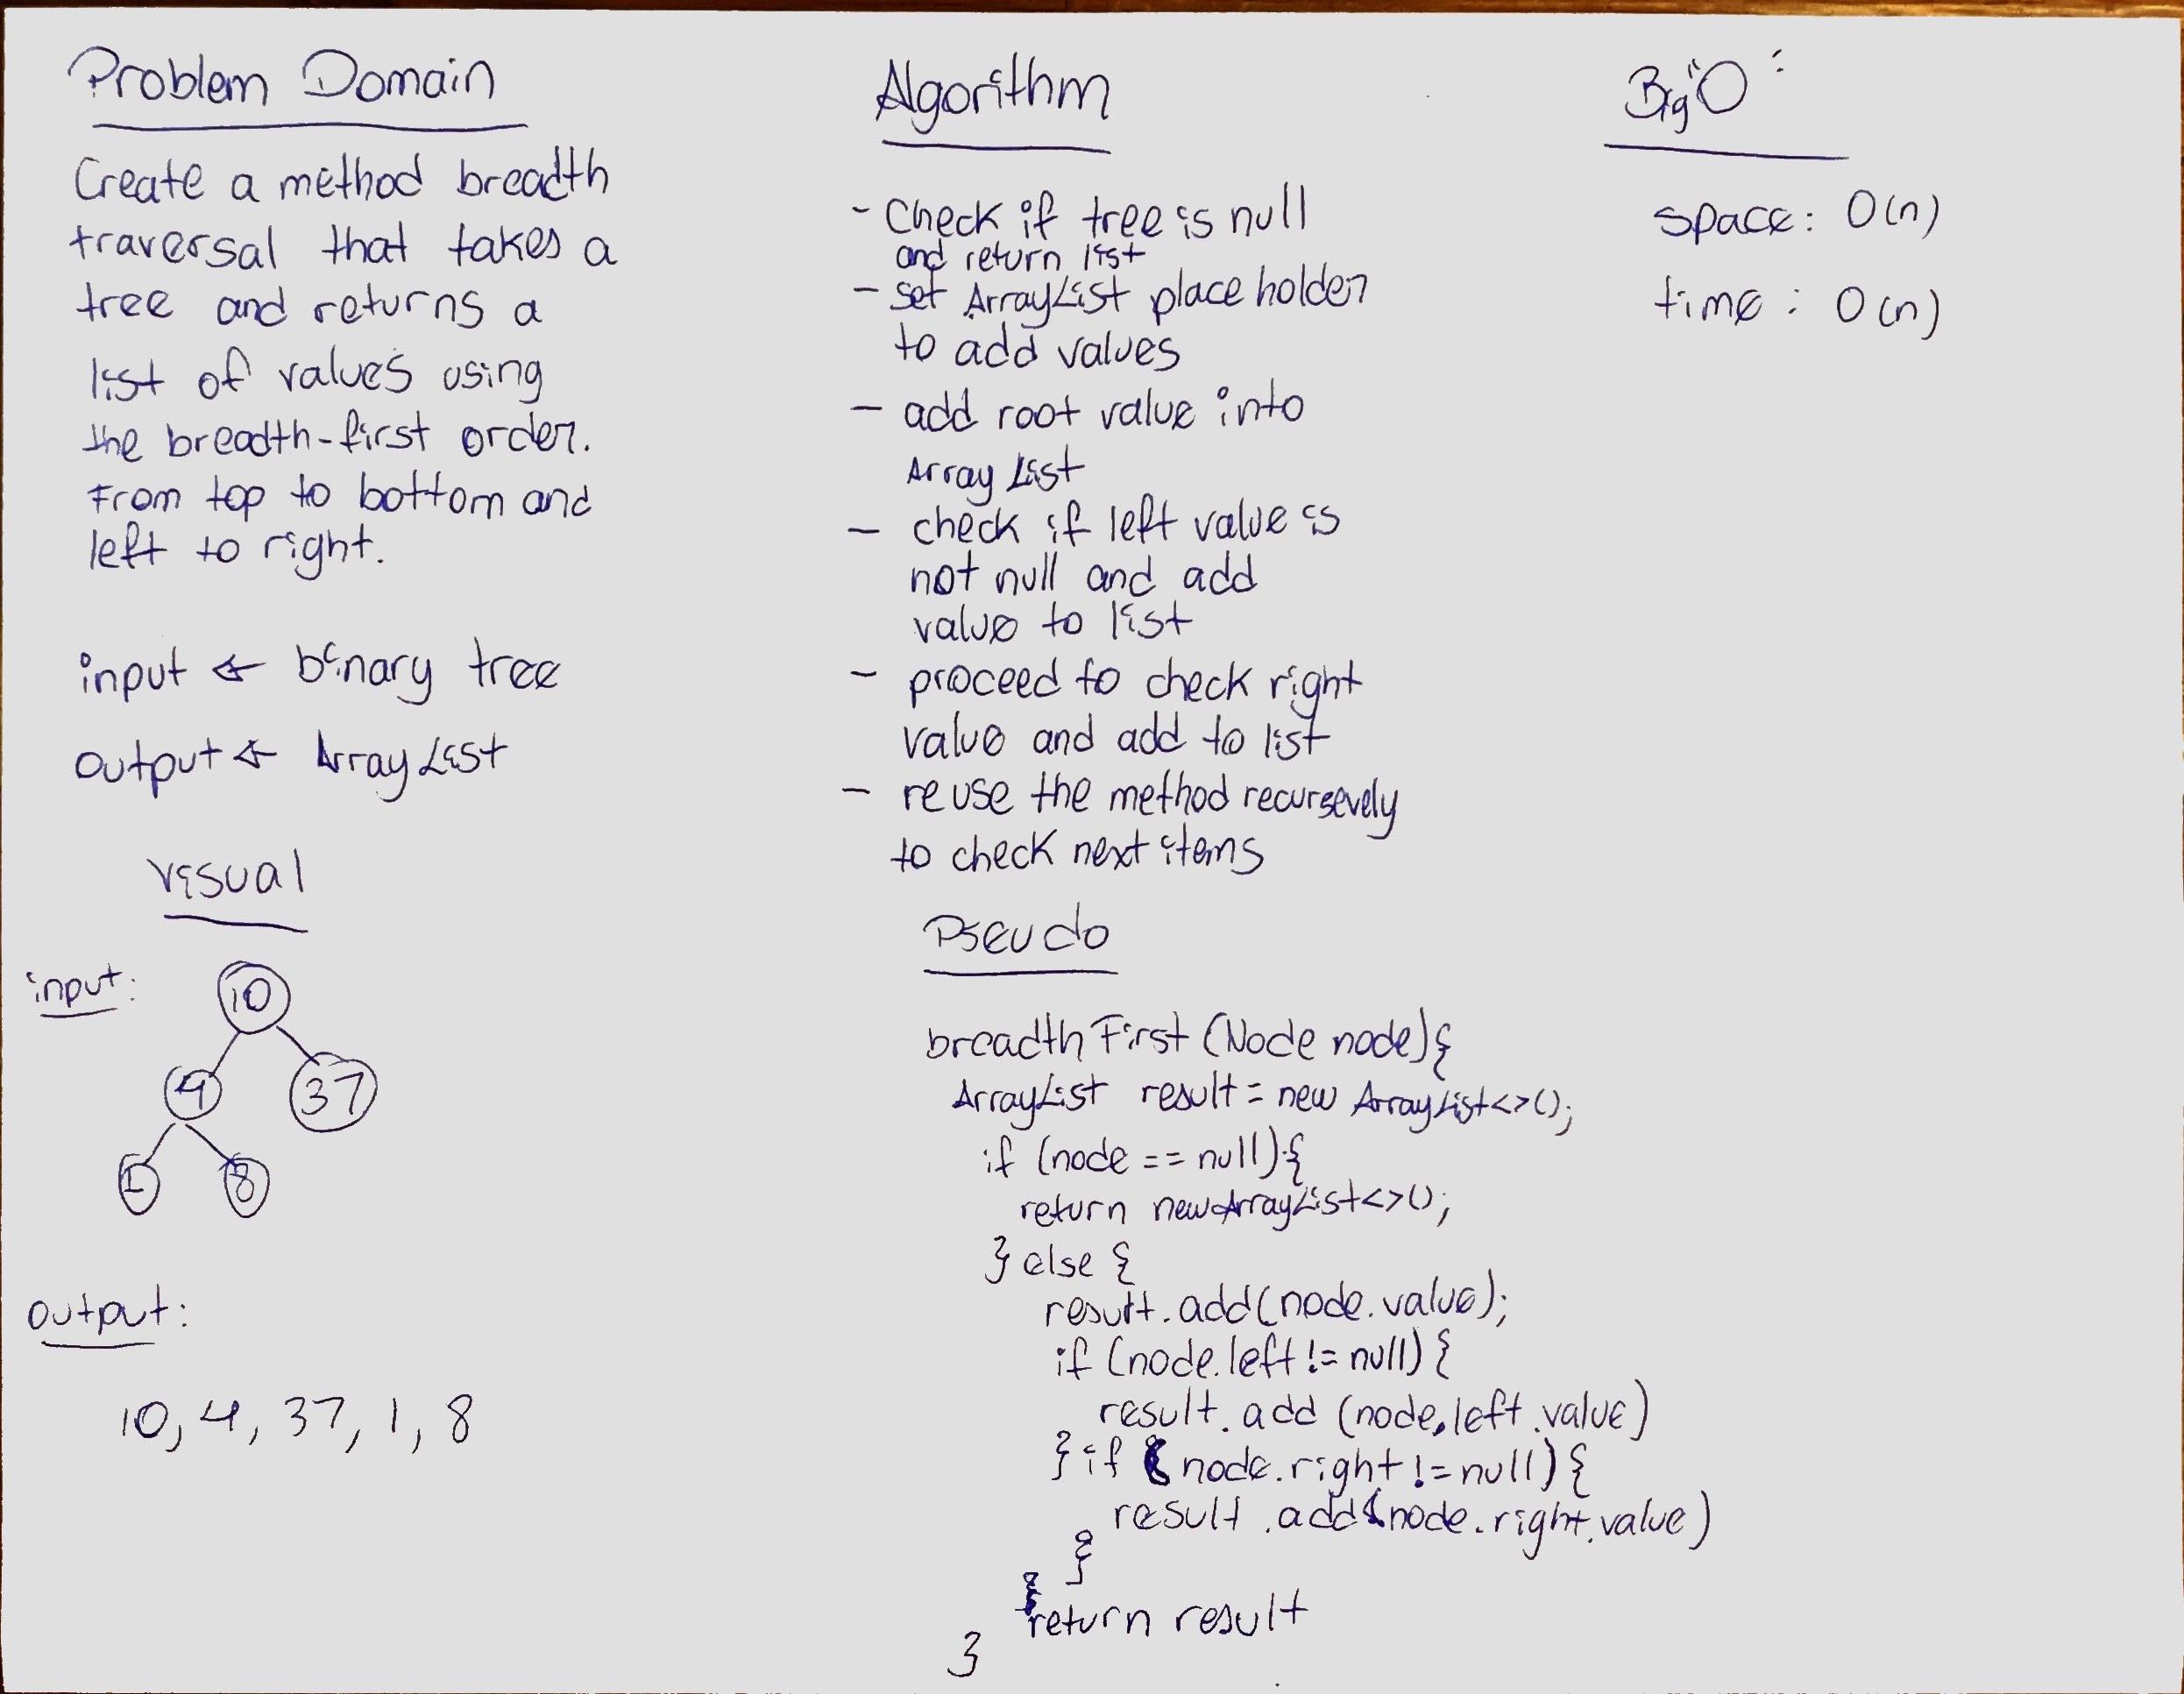 Problem Domain
Create a method breadth
traversal that takes a
tree and returns a
list of values using
the breadth-first order.
From top to bottom and
left to right.
input ← binary tree
output ← ArrayList
Visual
input:
10
4
37
1
8
output:
10, 4, 37, 1, 8
Algorithm
- Check if tree is null
and return list
- set ArrayList place holder
to add values
- add root value into
Array List
- check if left value is
not null and add
value to list
- proceed to check right
value and add to list
- reuse the method recursevely
to check next items
Pseudo
breadthFirst (Node node){
ArrayList result = new ArrayList<>();
if (node == null){
return new ArrayList<>();
} else {
result.add(node.value);
if (node.left != null) {
result.add (node.left.value)
} if (node.right != null) {
result.add(node.right.value)
}
}
return result
}
Big "O":
space: O(n)
time: O(n)